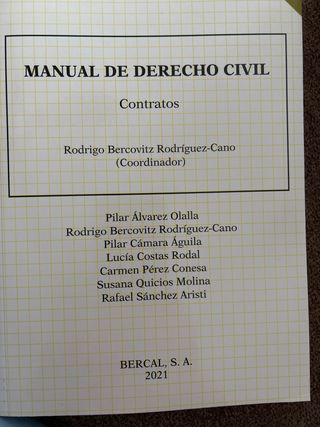 MANUAL DE DERECHO CIVIL
Contratos
Rodrigo Bercovitz Rodríguez-Cano
(Coordinador)
Pilar Álvarez Olalla
Rodrigo Bercovitz Rodríguez-Cano
Pilar Cámara Águila
Lucía Costas Rodal
Carmen Pérez Conesa
Susana Quicios Molina
Rafael Sánchez Aristi
BERCAL, S. A.
2021